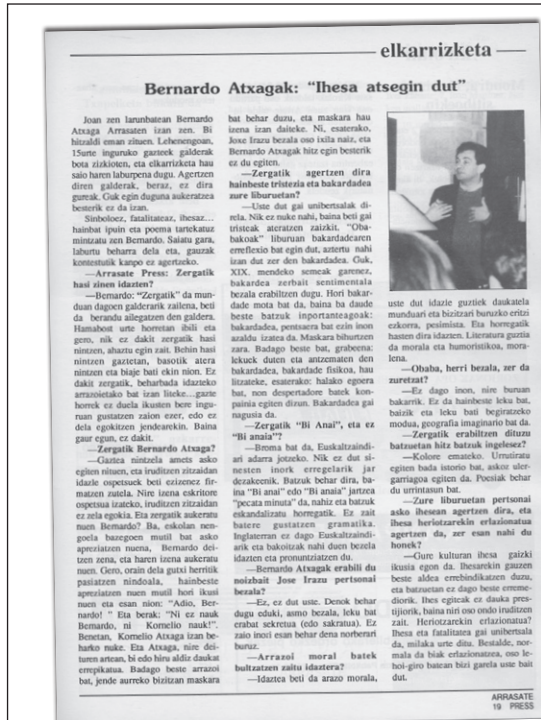 elkarrizketa
Bernardo Atxagak: “Ihesa atsegin dut”
Joan zen larunbatean Bernardo
Atxaga Arrasaten izan zen. Bi
hitzaldi eman zituen. Lehenengoan,
15urte inguruko gazteek galderak
bota zizkioten, eta elkarrizketa hau
saio haren laburpena dugu. Agertzen
diren galderak, beraz, ez dira
gureak. Guk egin duguna aukeratzea
besterik ez da izan.
Sinboloez, fatalitateaz, ihesaz...
hainbat ipuin eta poema tartekatuz
mintzatu zen Bernardo. Saiatu gara,
laburtu beharra dela eta, gauzak
kontestutik kanpo ez agertzeko.
—Arrasate Press: Zergatik
hasi zinen idazten?
—Bernardo: “Zergatik” da mun-
duan dagoen galderarik zailena, beti
da berandu ailegatzen den galdera.
Hamabost urte horretan ibili eta
gero, nik ez dakit zergatik hasi
nintzen, ahaztu egin zait. Behin hasi
nintzen gaztetan, basotik atera
nintzen eta biaje bati ekin nion. Ez
dakit zergatik, beharbada idazteko
arrazoietako bat izan liteke...gazte
horrek ez duela ikusten bere ingu-
ruan gustatzen zaion ezer, edo ez
dela egokitzen jendearekin. Baina
gaur egun, ez dakit.
—Zergatik Bernardo Atxaga?
—Gaztea nintzela amets asko
egiten nituen, eta iruditzen zitzaidan
idazle ospetsuek beti ezizenez fir-
matzen zutela. Nire izena eskritore
ospetsua izateko, iruditzen zitzaidan
ez zela egokia. Eta zergatik aukeratu
nuen Bernardo? Ba, eskolan nen-
goela bazegoen mutil bat asko
apreziatzen nuena, Bernardo dei-
tzen zena, eta haren izena aukeratu
nuen. Gero, orain dela gutxi herritik
pasiatzen nindoala, hainbeste
apreziatzen nuen mutil hori ikusi
nuen eta esan nion: “Adio, Ber-
nardo! ” Eta berak: “Ni ez nauk
Bernardo, ni Kornelio nauk!”.
Benetan, Kornelio Atxaga izan be-
harko nuke. Eta Atxaga, nire dei-
turen artean, bi edo hiru aldiz daukat
errepikatua. Badago beste arrazoi
bat, jende aurreko bizitzan maskara
bat behar duzu, eta maskara hau
izena izan daiteke. Ni, esaterako,
Joxe Irazu bezala oso ixila naiz, eta
Bernardo Atxagak hitz egin besterik
ez du egiten.
—Zergatik agertzen dira
hainbeste tristezia eta bakardadea
zure liburuetan?
—Uste dut gai unibertsalak di-
rela. Nik ez nuke nahi, baina beti gai
tristeak ateratzen zaizkit. “Oba-
bakoak” liburuan bakardadearen
erreflexio bat egin dut, aztertu nahi
izan dut zer den bakardadea. Guk,
XIX. mendeko semeak garenez,
bakardea zerbait sentimentala
bezala erabiltzen dugu. Hori bakar-
dade mota bat da, baina ba daude
beste batzuk inportanteagoak:
bakardadea, pentsaera bat ezin inon
azaldu izatea da. Maskara bihurtzen
zara. Badago beste bat, graboena:
lekuek duten eta antzematen den
bakardadea, bakardade fisikoa, hau
litzateke, esaterako: halako egoera
bat, non despertadore batek kon-
painia egiten dizun. Bakardadea gai
nagusia da.
—Zergatik “Bi Anai”, eta ez
“Bi anaia”?
—Broma bat da, Euskaltzaindi-
ari adarra jotzeko. Nik ez dut si-
nesten inork erregelarik jar
dezakeenik. Batzuk behar dira, ba-
ina “Bi anai” edo “Bi anaia” jartzea
“pecata minuta” da, nahiz eta batzuk
eskandalizatu horregatik. Ez zait
batere gustatzen gramatika.
Inglaterran ez dago Euskaltzaindi-
arik eta bakoitzak nahi duen bezela
idazten eta pronuntziatzen du.
—Bernardo Atxagak erabili du
noizbait Jose Irazu pertsonai
bezala?
—Ez, ez dut uste. Denok behar
dugu eduki, asmo bezela, leku bat
erabat sekretua (edo sakratua). Ez
zaio inoci esan behar dena norberari
buruz.
—Arrazoi moral batek
bultzatzen zaitu idaztera?
—Idaztea beti da arazo morala,
uste dut idazle guztiek daukatela
munduari eta bizitzari buruzko eritzi
ezkorra, pesimista. Eta horregatik
hasten dira idazten. Literatura guztia
da morala eta humoristikoa, mora-
lena.
—Obaba, herri bezala, zer da
zuretzat?
—Ez dago inon, nire buruan
bakarrik. Ez da hainbeste leku bat,
baizik eta leku bati begiratzeko
modua, geografia imaginario bat da.
—Zergatik erabiltzen dituzu
hitz batzuk ingelesez?
—Kolore emateko. Urrutiratu
egiten bada istorio bat, askoz uler-
garriagoa egiten da. Poesiak behar
du urrintasun bat.
—Zure liburuetan pertsonai
asko ihesean agertzen dira, eta
ihesa heriotzarekin erlazionatua
agertzen da, zer esan nahi du
honek?
—Gure kulturan ihesa gaizki
ikusia egon da. Ihesarekin gauzen
beste aldea errebindikatzen duzu,
eta batzuetan ez dago beste erreme-
diorik. Ihes egiteak ez dauka pres-
tijiorik, baina niri oso ondo iruditzen
zait. Heriotzarekin erlazionatua?
Ihesa eta fatalitatea gai unibertsala
da, milaka urte ditu. Bestalde, nor-
mala da biak erlazionatzea, oso le-
hoi-giro batean bizi garela uste bait
dut.
ARRASATE
19 PRESS